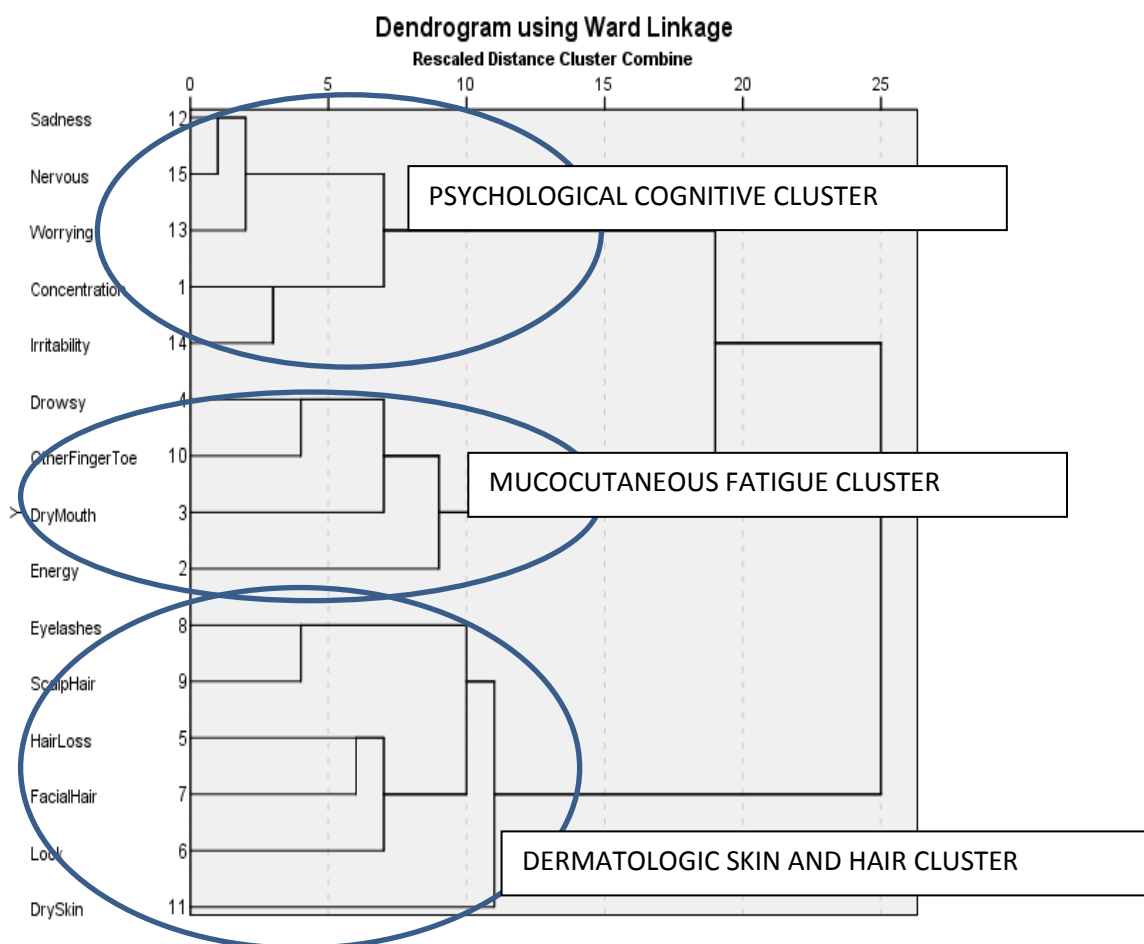 Dendrogram using Ward Linkage
Rescaled Distance Cluster Combine
0 5 10 15 20 25
Sadness 12
Nervous 15
PSYCHOLOGICAL COGNITIVE CLUSTER
Worrying 13
Concentration 1
Irritability 14
Drowsy 4
OtherFingerToe 10
MUCOCUTANEOUS FATIGUE CLUSTER
Y DryMouth 3
Energy 2
Eyelashes 8
ScalpHair 9
HairLoss 5
FacialHair 7
Look 6
DERMATOLOGIC SKIN AND HAIR CLUSTER
DrySkin 11